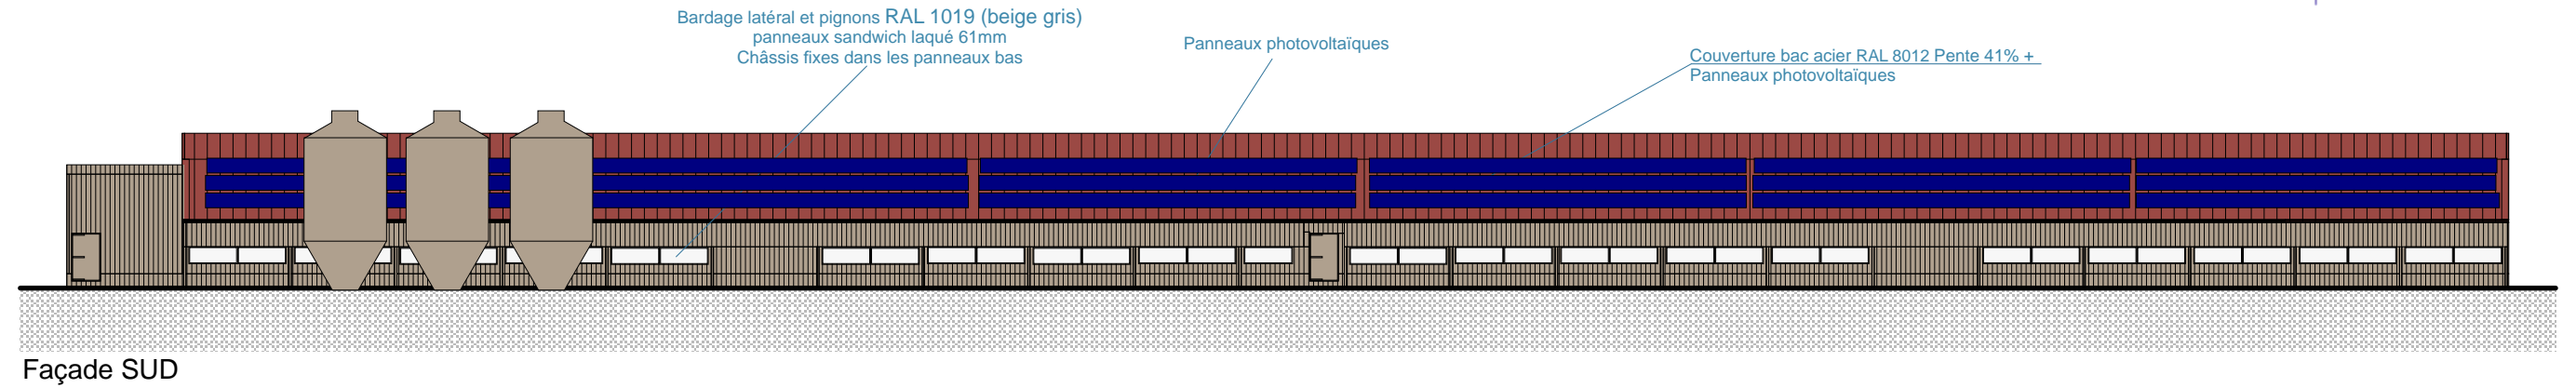 Bardage latéral et pignons RAL 1019 (beige gris)
panneaux sandwich laqué 61mm
Châssis fixes dans les panneaux bas
Panneaux photovoltaïques
Couverture bac acier RAL 8012 Pente 41% +
Panneaux photovoltaïques
Façade SUD